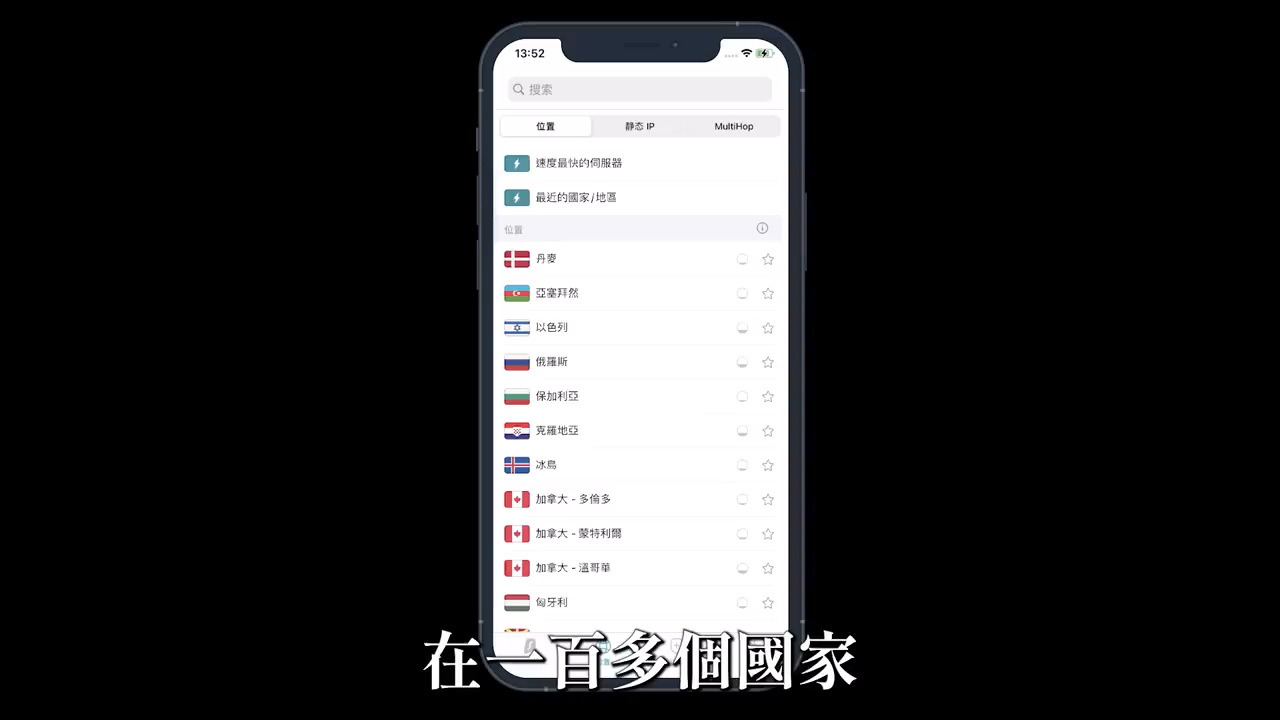 13:52
搜索
位置
静态 IP
MultiHop
速度最快的伺服器
最近的國家/地區
位置
丹麥
亞塞拜然
以色列
俄羅斯
保加利亞
克羅地亞
冰島
加拿大 - 多倫多
加拿大 - 蒙特利爾
加拿大 - 溫哥華
匈牙利
在一百多個國家